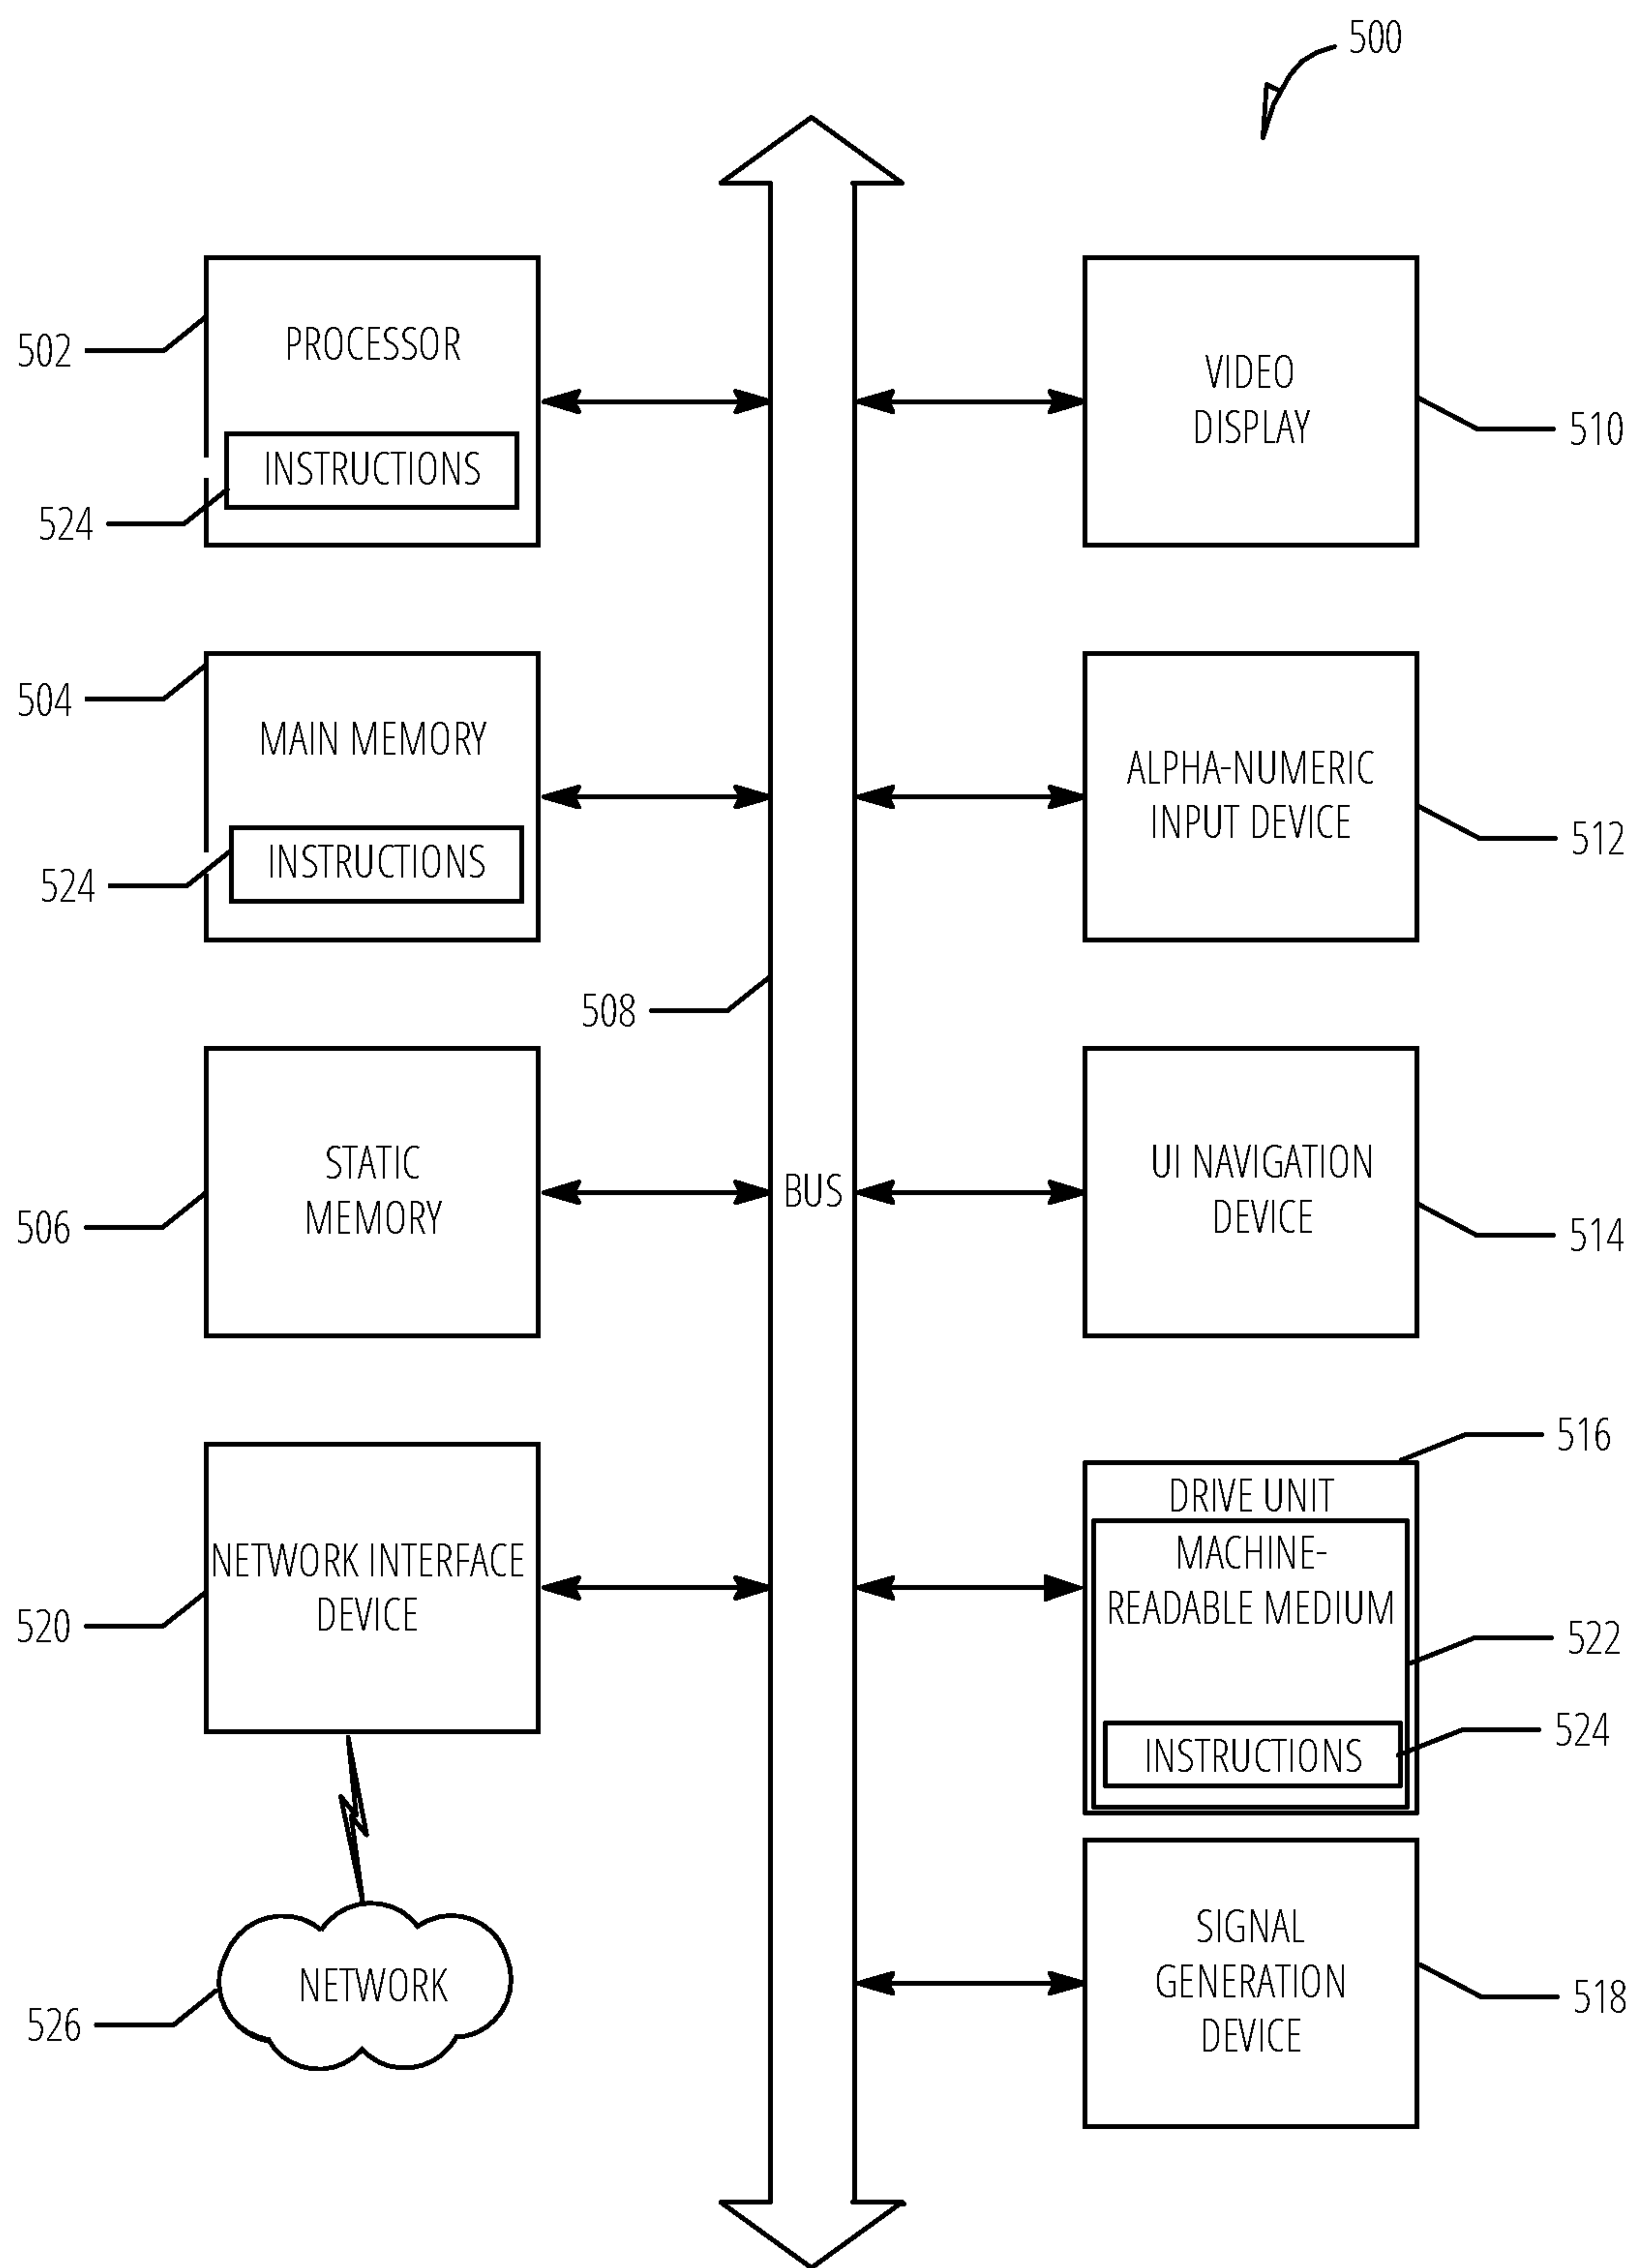 500
502
PROCESSOR
INSTRUCTIONS
524
VIDEO
DISPLAY
510
504
MAIN MEMORY
INSTRUCTIONS
524
ALPHA-NUMERIC
INPUT DEVICE
512
508
BUS
STATIC
MEMORY
506
UI NAVIGATION
DEVICE
514
NETWORK INTERFACE
DEVICE
520
516
DRIVE UNIT
MACHINE-
READABLE MEDIUM
522
524
INSTRUCTIONS
NETWORK
526
SIGNAL
GENERATION
DEVICE
518